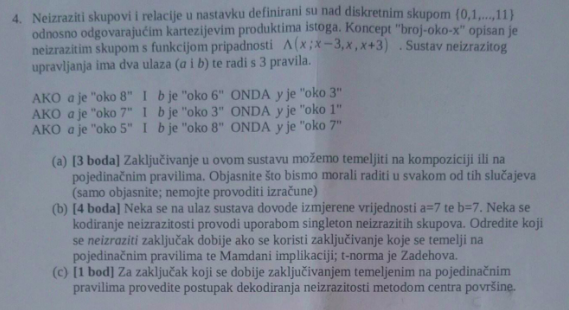 4. Neizraziti skupovi i relacije u nastavku definirani su nad diskretnim skupom {0,1,...,11}
odnosno odgovarajućim kartezijevim produktima istoga. Koncept "broj-oko-x" opisan je
neizrazitim skupom s funkcijom pripadnosti Λ(x;x−3,x,x+3) . Sustav neizrazitog
upravljanja ima dva ulaza (a i b) te radi s 3 pravila.
AKO a je "oko 8" I b je "oko 6" ONDA y je "oko 3"
AKO a je "oko 7" I b je "oko 3" ONDA y je "oko 1"
AKO a je "oko 5" I b je "oko 8" ONDA y je "oko 7"
(a) [3 boda] Zaključivanje u ovom sustavu možemo temeljiti na kompoziciji ili na
pojedinačnim pravilima. Objasnite što bismo morali raditi u svakom od tih slučajeva
(samo objasnite; nemojte provoditi izračune)
(b) [4 boda] Neka se na ulaz sustava dovode izmjerene vrijednosti a=7 te b=7. Neka se
kodiranje neizrazitosti provodi uporabom singleton neizrazitih skupova. Odredite koji
se neizraziti zaključak dobije ako se koristi zaključivanje koje se temelji na
pojedinačnim pravilima te Mamdani implikaciji; t-norma je Zadehova.
(c) [1 bod] Za zaključak koji se dobije zaključivanjem temeljenim na pojedinačnim
pravilima provedite postupak dekodiranja neizrazitosti metodom centra površine.